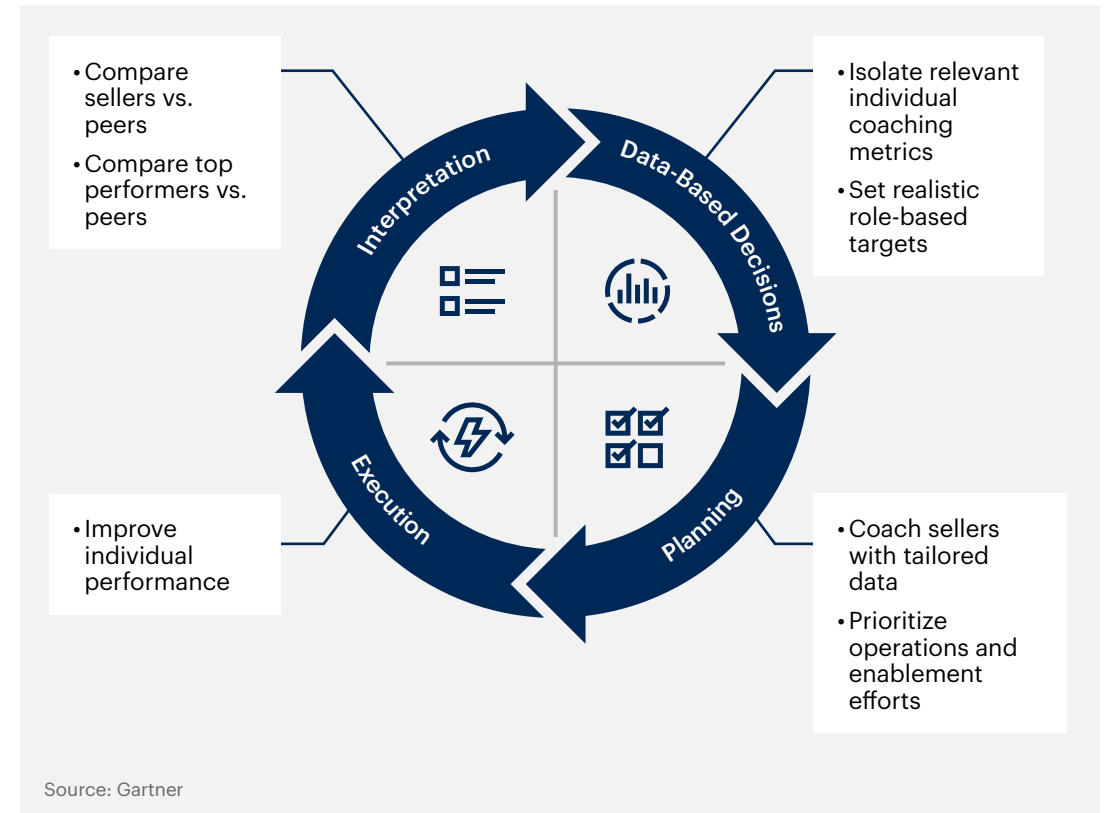 • Compare
sellers vs.
peers
• Compare top
performers vs.
peers
Interpretation
Data-Based Decisions
• Isolate relevant
individual
coaching
metrics
• Set realistic
role-based
targets
Execution
• Improve
individual
performance
Planning
• Coach sellers
with tailored
data
• Prioritize
operations and
enablement
efforts
Source: Gartner